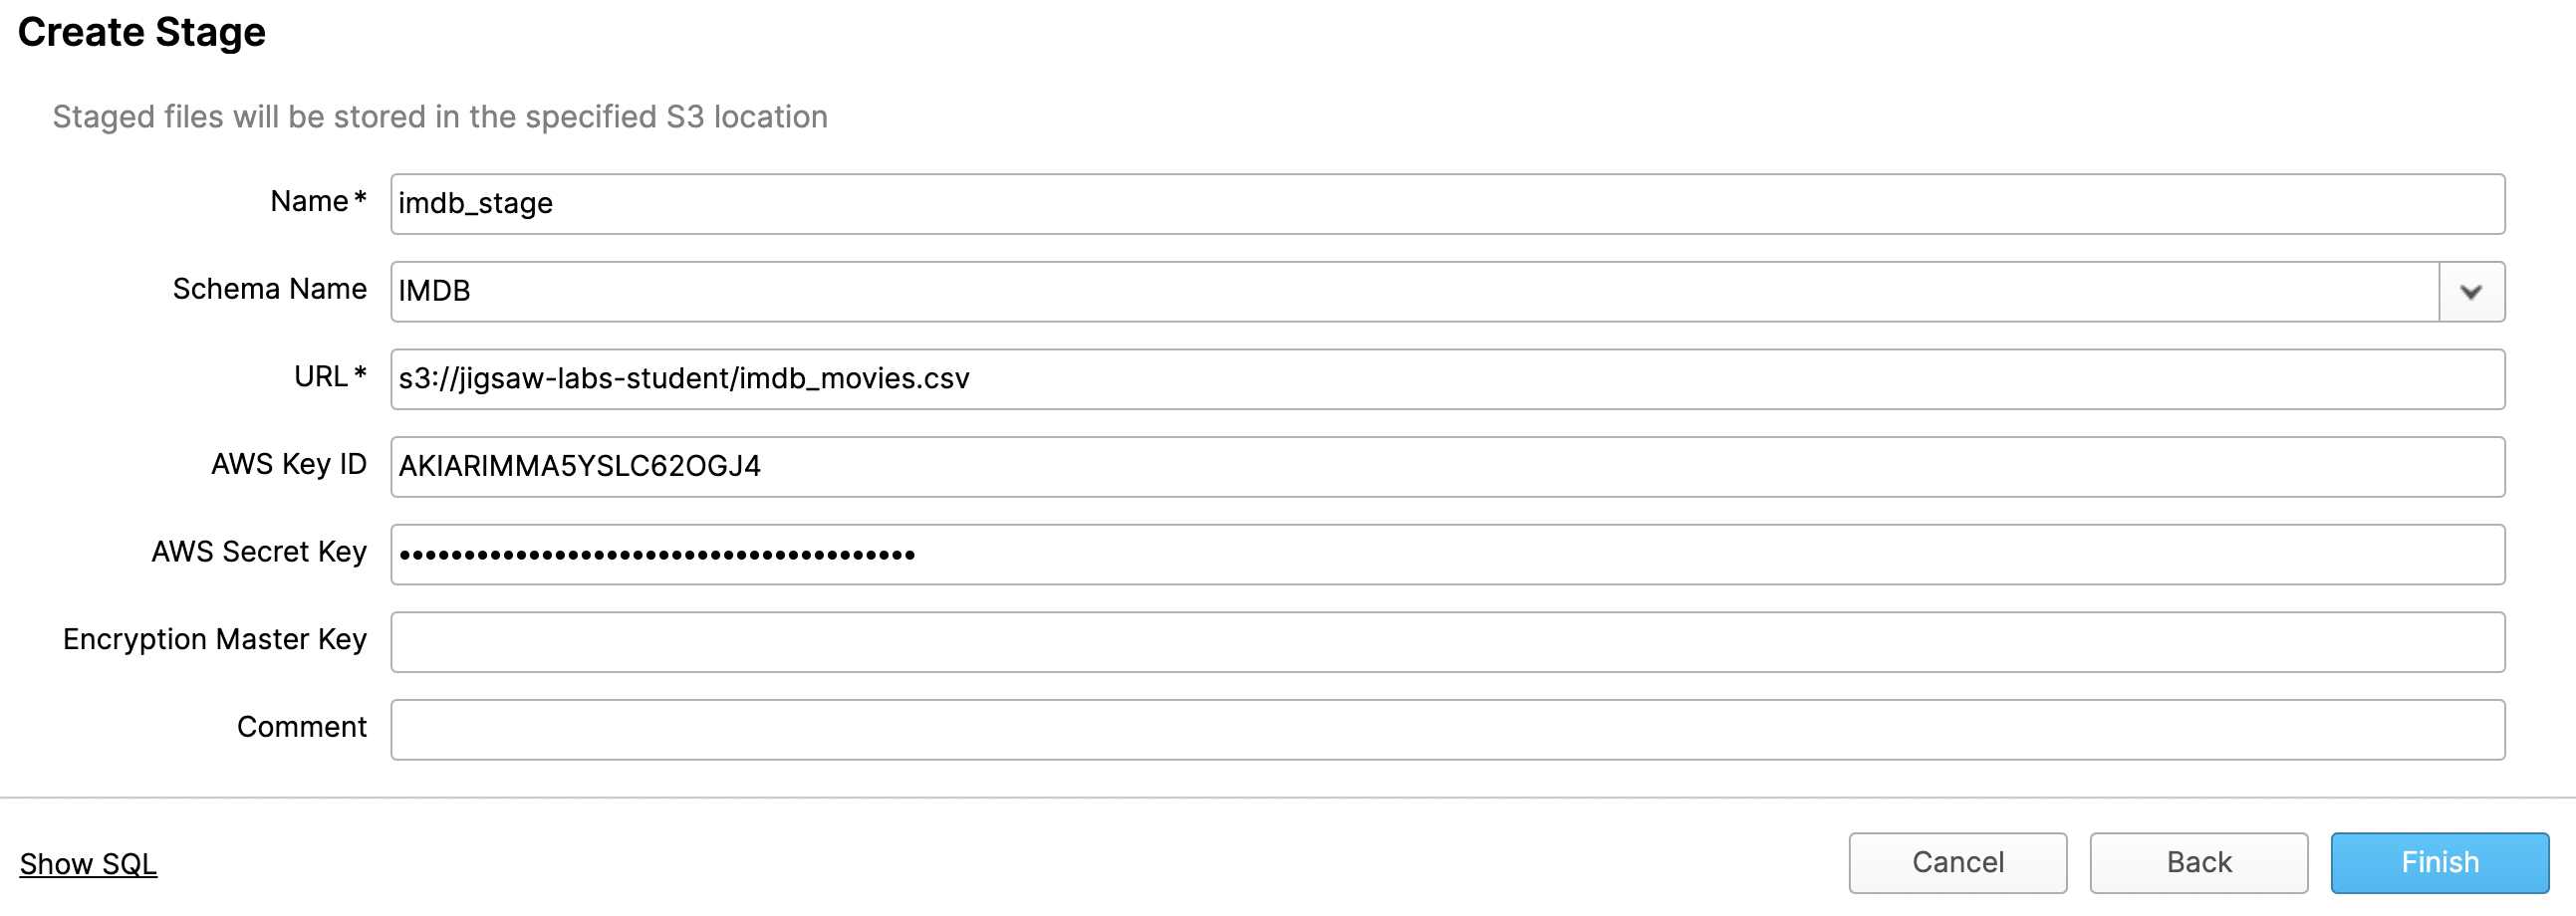 Create Stage
Staged files will be stored in the specified S3 location
Name* imdb_stage
Schema Name IMDB
URL* s3://jigsaw-labs-student/imdb_movies.csv
AWS Key ID AKIARIMMA5YSLC62OGJ4
AWS Secret Key ••••••••••••••••••••••••••••••••••••••••
Encryption Master Key
Comment
Show SQL Cancel Back Finish